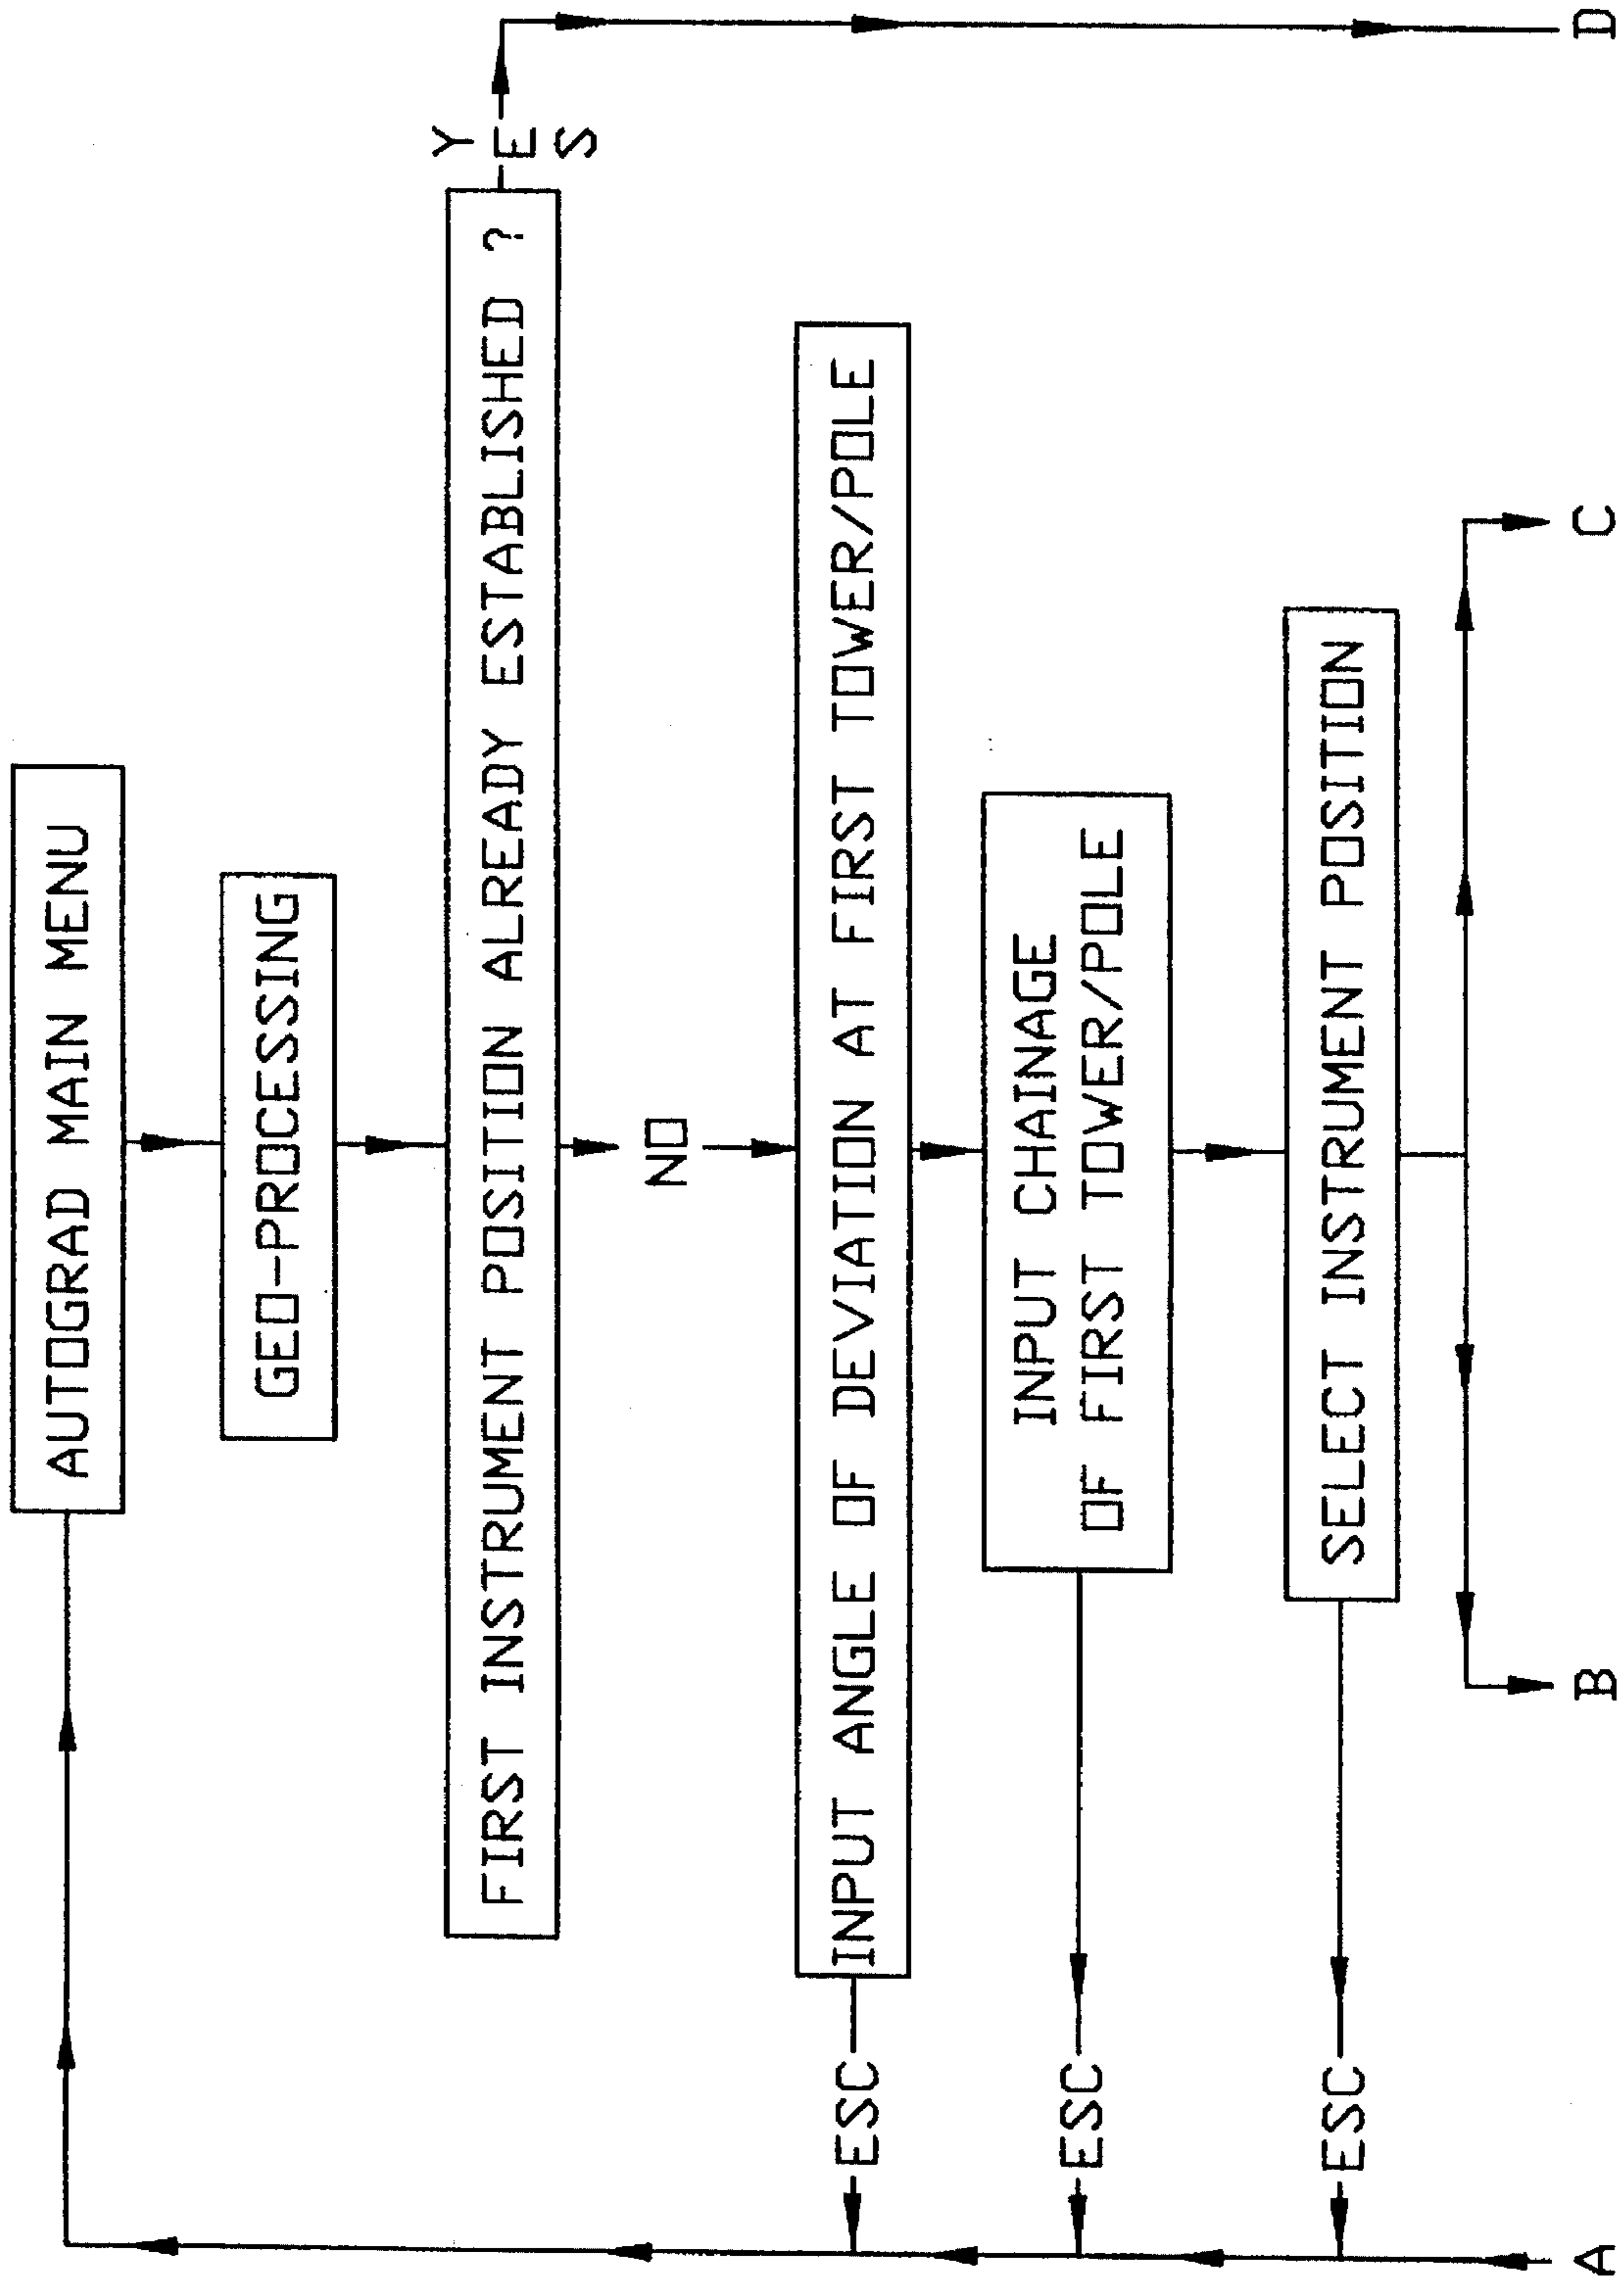 AUTOGRAD MAIN MENU
GEO-PROCESSING
FIRST INSTRUMENT POSITION ALREADY ESTABLISHED ?
YES
NO
INPUT ANGLE OF DEVIATION AT FIRST TOWER/POLE
ESC
INPUT CHAINAGE
OF FIRST TOWER/POLE
ESC
SELECT INSTRUMENT POSITION
ESC
A
B
C
D